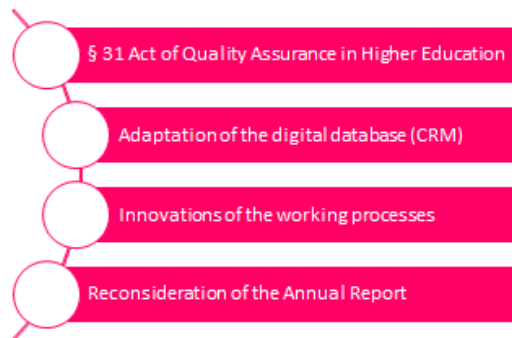 § 31 Act of Quality Assurance in Higher Education
Adaptation of the digital database (CRM)
Innovations of the working processes
Reconsideration of the Annual Report